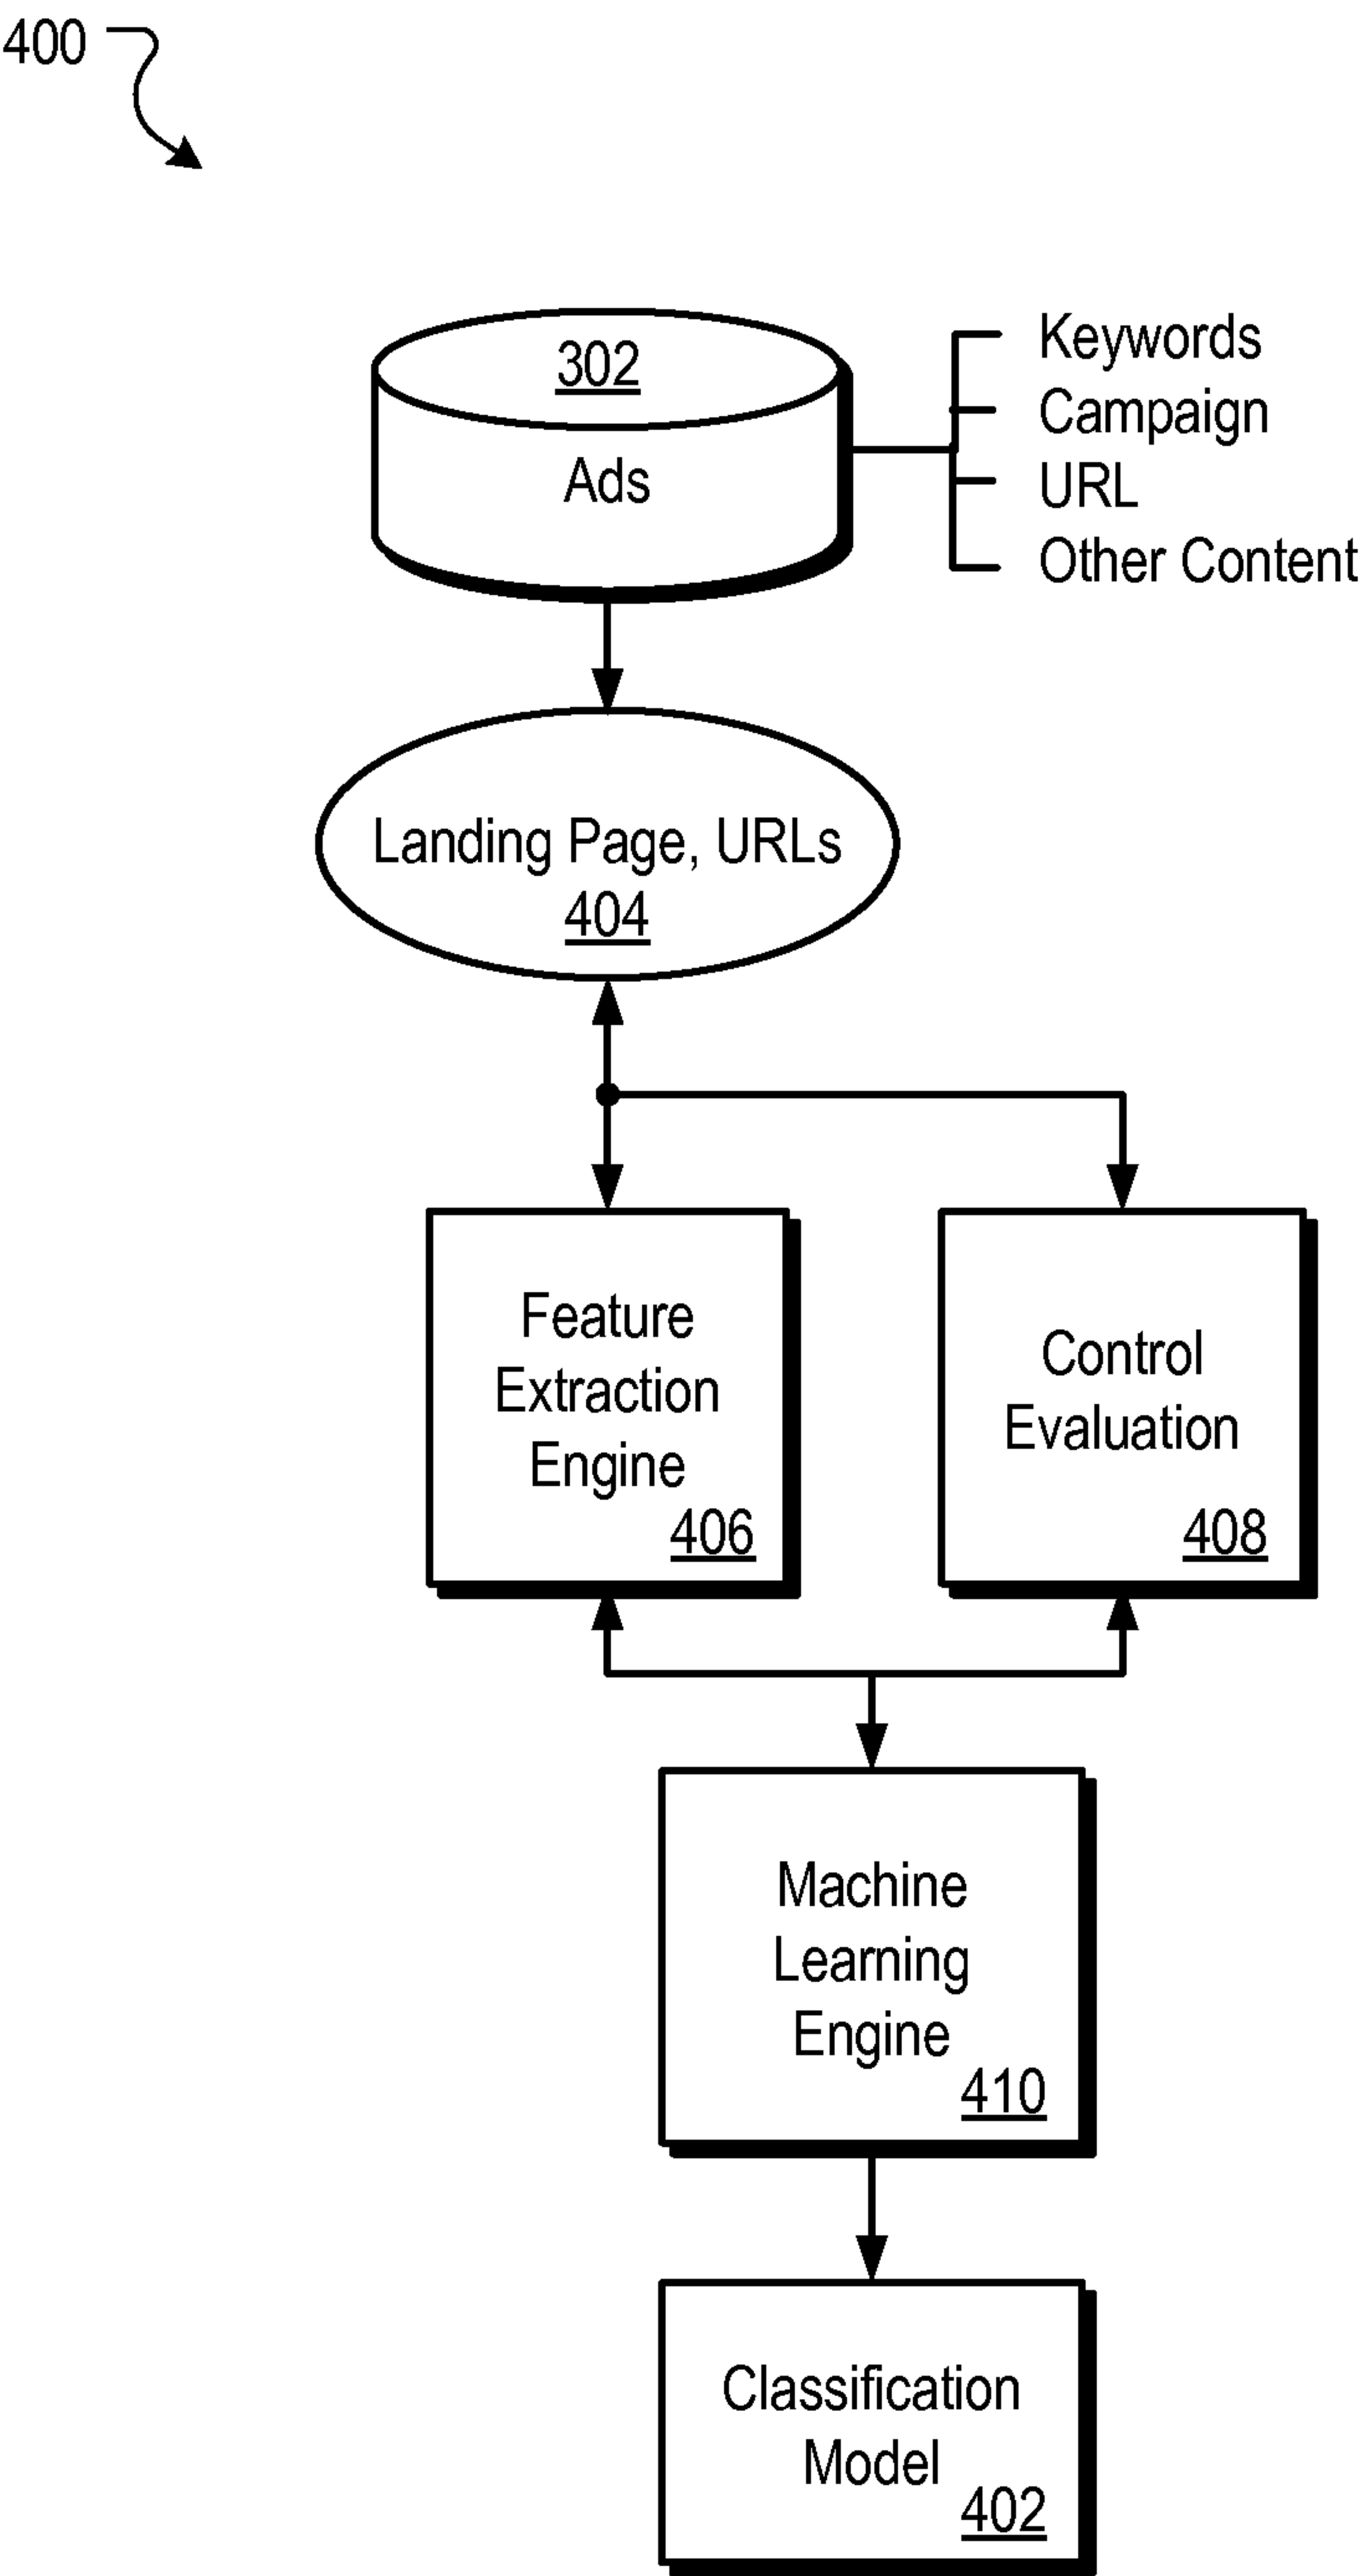 400
302
Ads
Keywords
Campaign
URL
Other Content
Landing Page, URLs
404
Feature
Extraction
Engine
406
Control
Evaluation
408
Machine
Learning
Engine
410
Classification
Model
402